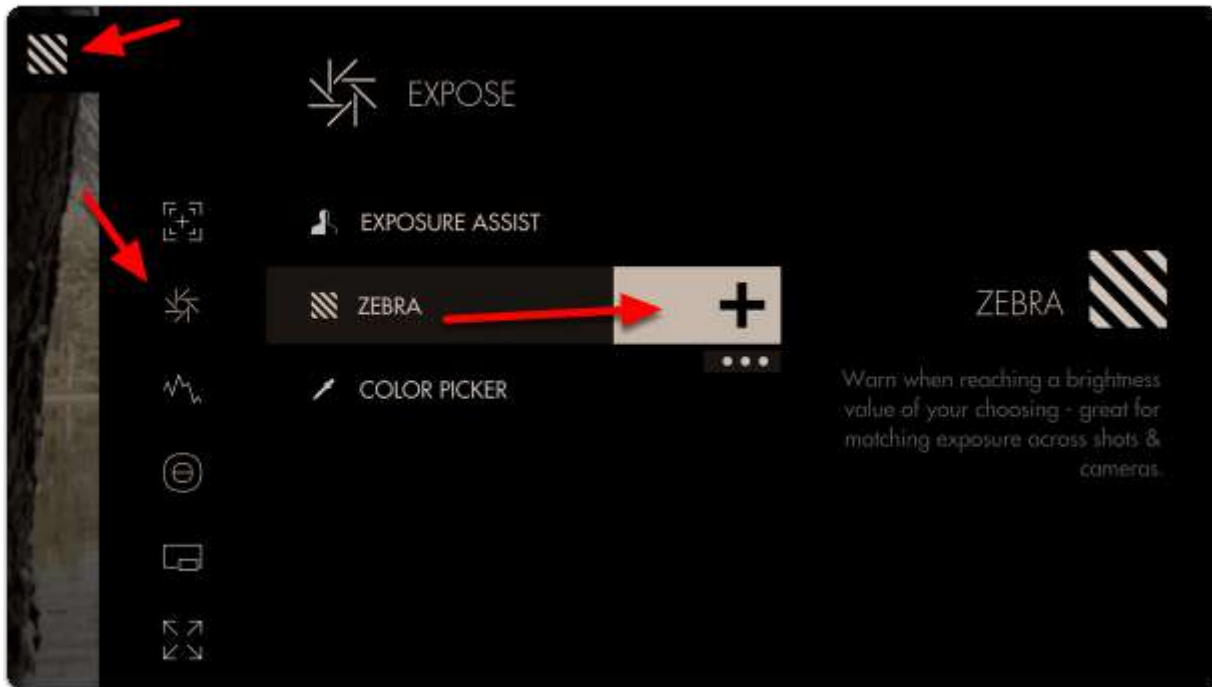 EXPOSE
EXPOSURE ASSIST
ZEBRA
COLOR PICKER
ZEBRA
Warn when reaching a brightness
value of your choosing - great for
matching exposure across shots &
cameras.